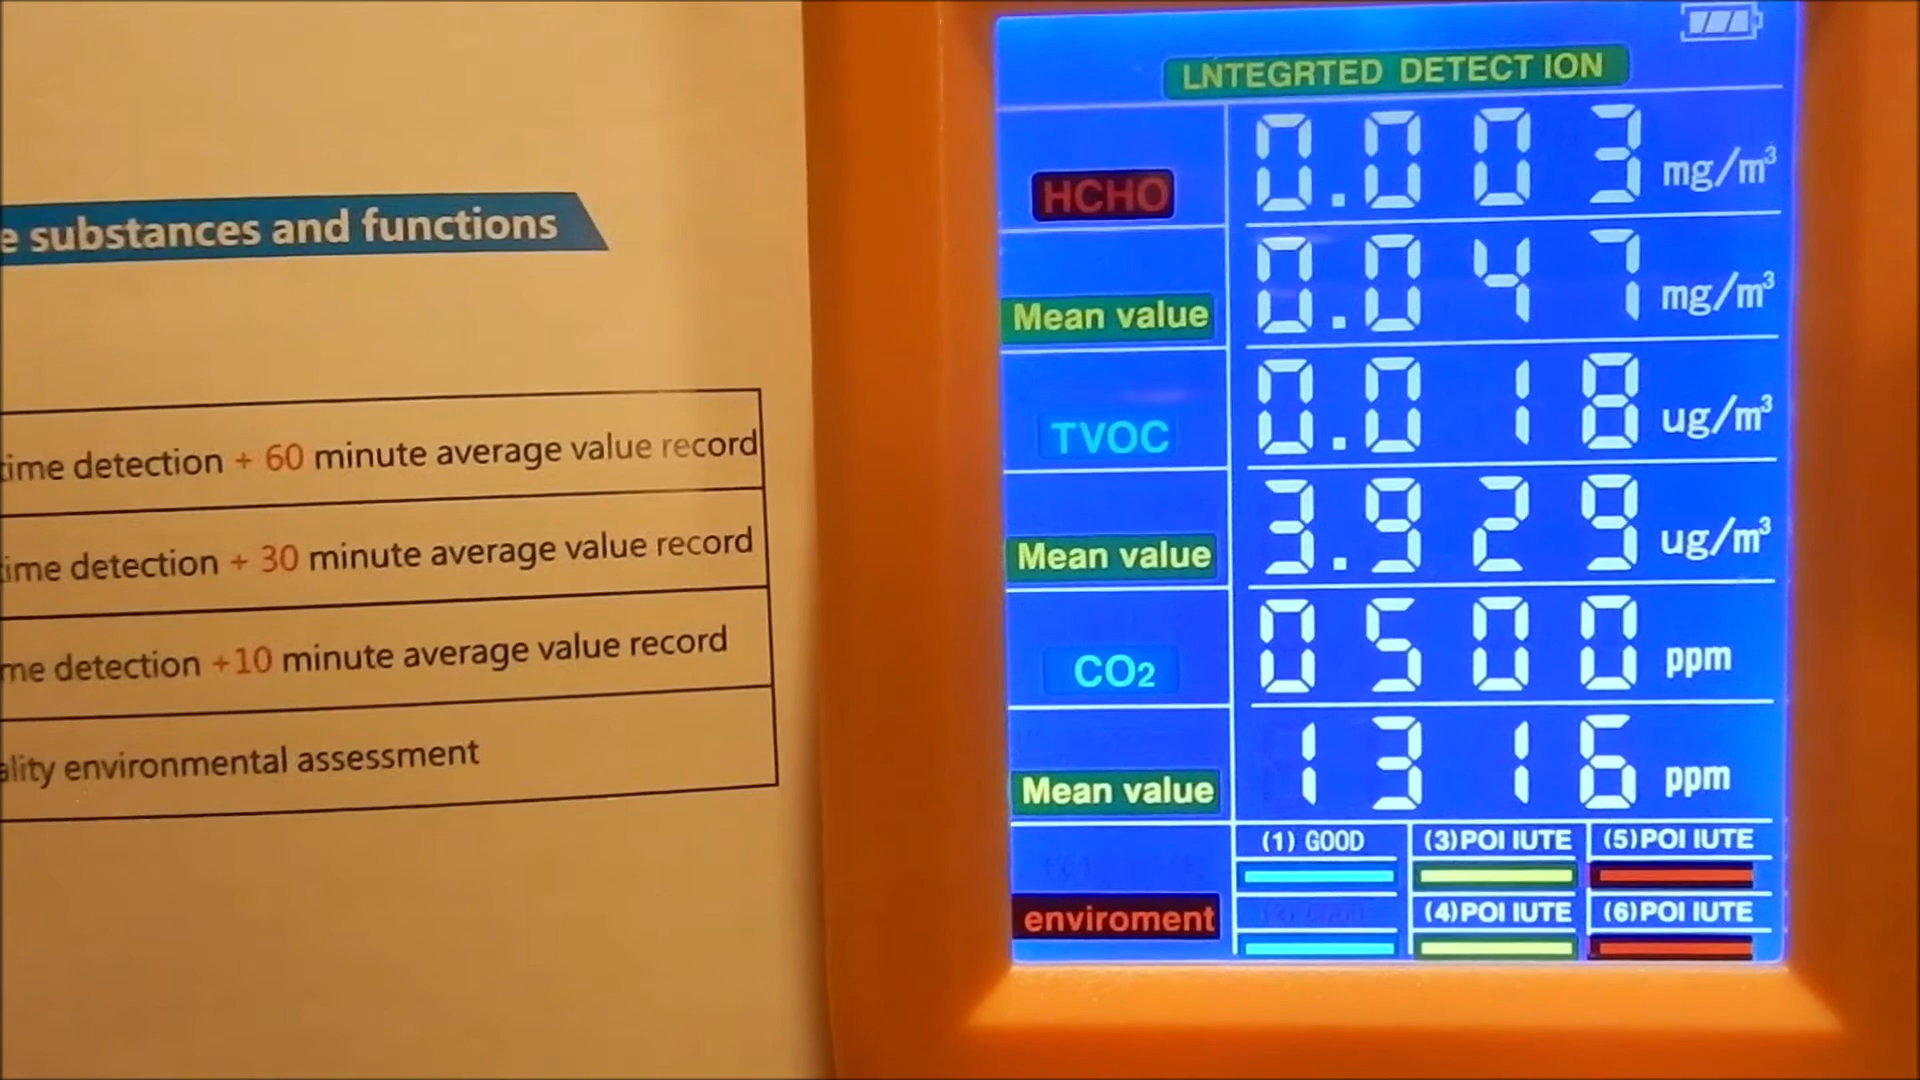 e substances and functions
time detection + 60 minute average value record
time detection + 30 minute average value record
me detection +10 minute average value record
ality environmental assessment
LNTEGRTED DETECT ION
HCHO 0.003 mg/m³
Mean value 0.047 mg/m³
TVOC 0.018 ug/m³
Mean value 3.929 ug/m³
CO2 0500 ppm
Mean value 1316 ppm
(1) GOOD (3)POI IUTE (5)POI IUTE
enviroment (4)POI IUTE (6)POI IUTE